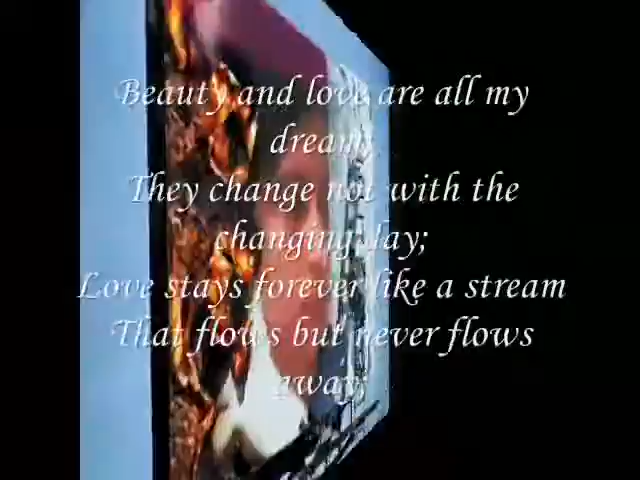 Beauty and love are all my
dream;
They change not with the
changing day;
Love stays forever like a stream
That flows but never flows
away;